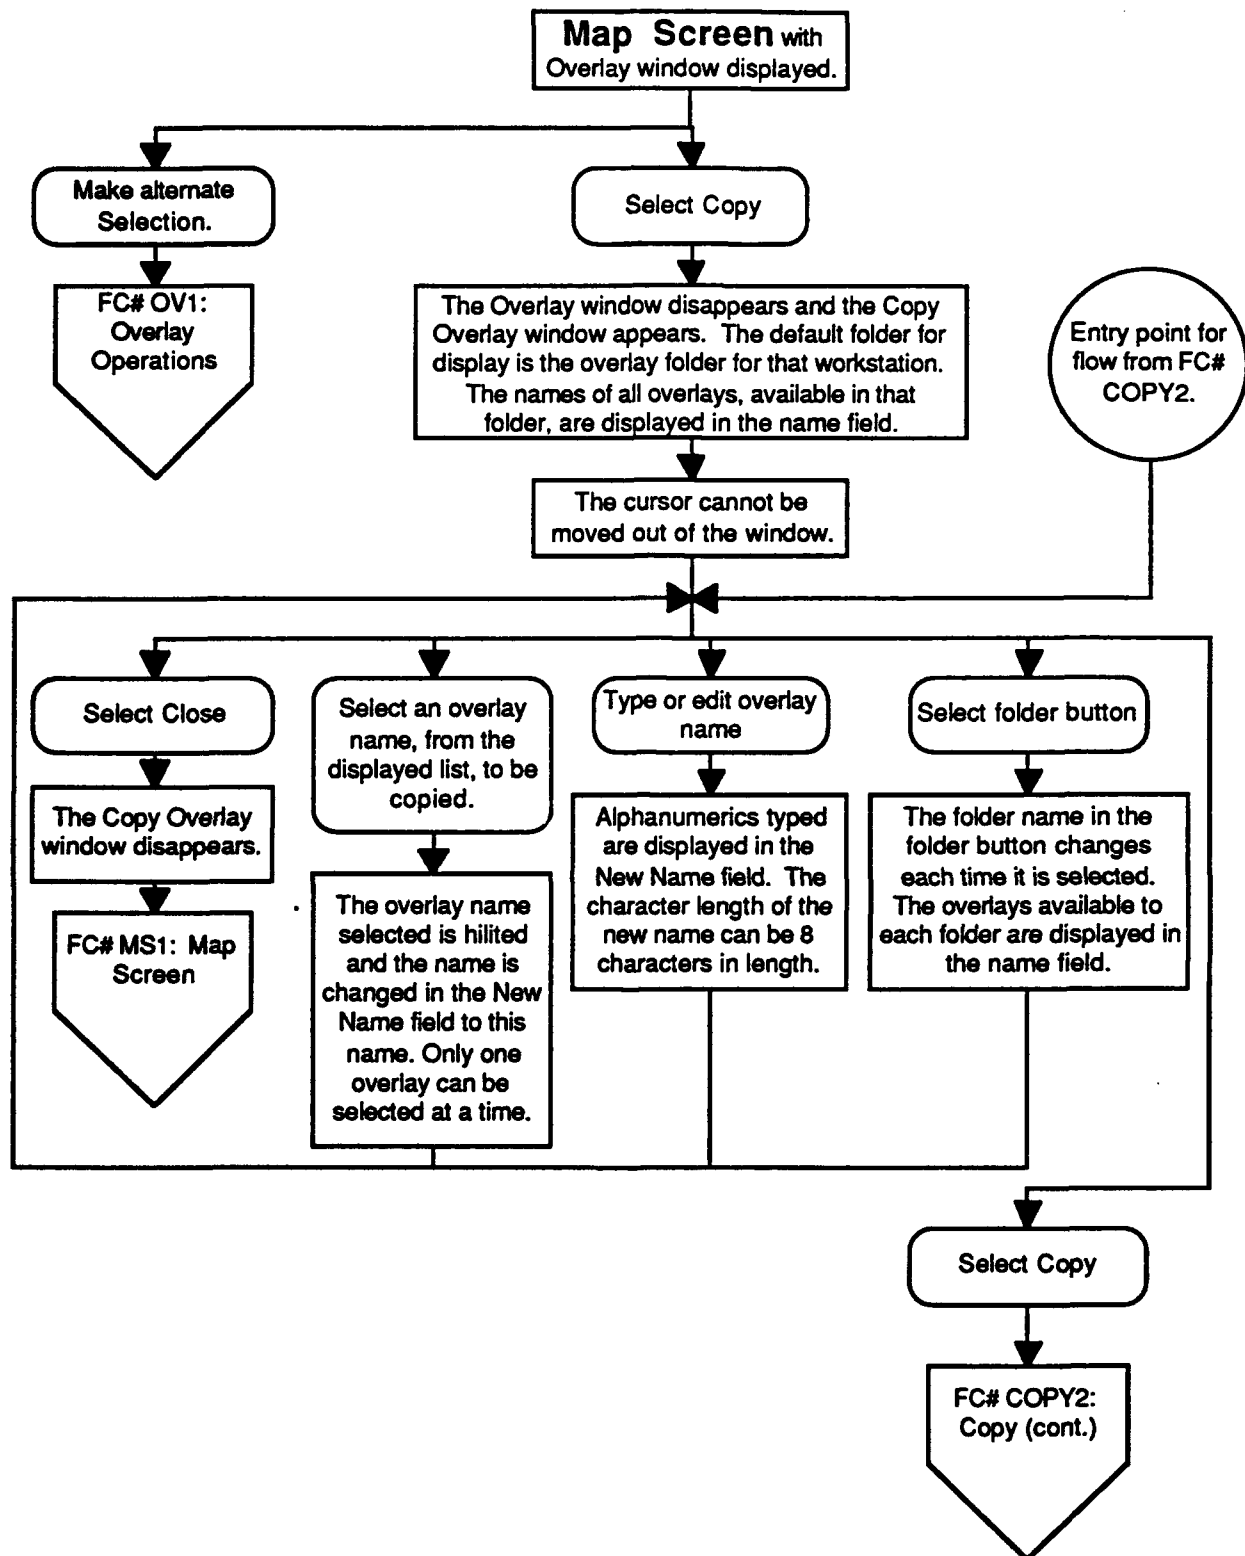 Map Screen with
Overlay window displayed.
Make alternate
Selection.
Select Copy
FC# OV1:
Overlay
Operations
The Overlay window disappears and the Copy
Overlay window appears. The default folder for
display is the overlay folder for that workstation.
The names of all overlays, available in that
folder, are displayed in the name field.
Entry point for
flow from FC#
COPY2.
The cursor cannot be
moved out of the window.
Select Close
The Copy Overlay
window disappears.
FC# MS1: Map
Screen
Select an overlay
name, from the
displayed list, to be
copied.
The overlay name
selected is hilited
and the name is
changed in the New
Name field to this
name. Only one
overlay can be
selected at a time.
Type or edit overlay
name
Alphanumerics typed
are displayed in the
New Name field. The
character length of the
new name can be 8
characters in length.
Select folder button
The folder name in the
folder button changes
each time it is selected.
The overlays available to
each folder are displayed in
the name field.
Select Copy
FC# COPY2:
Copy (cont.)